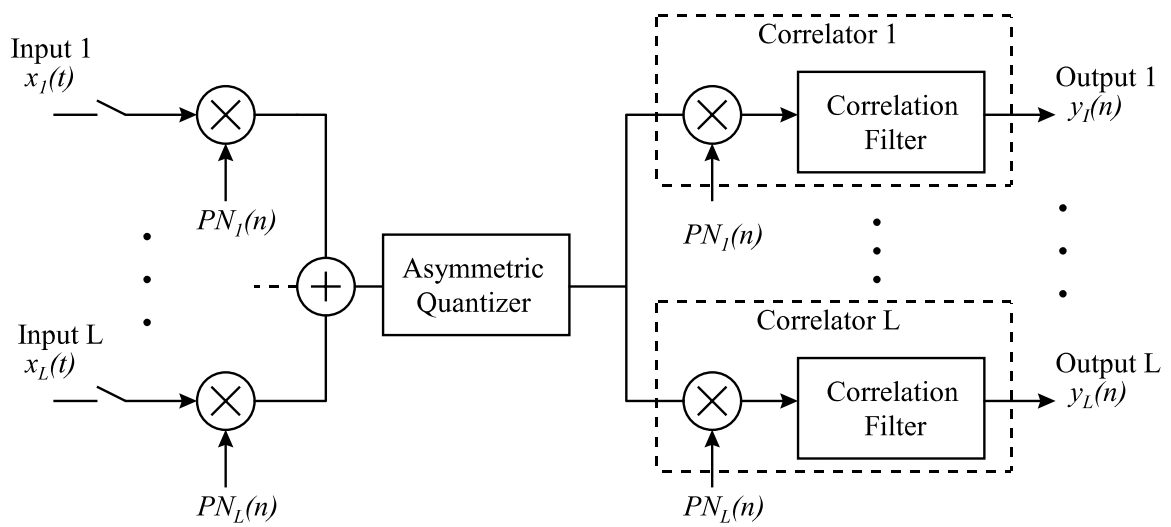 Input 1
x1(t)
PN1(n)
Input L
xL(t)
PNL(n)
Asymmetric
Quantizer
Correlator 1
Correlation
Filter
PN1(n)
Output 1
y1(n)
Correlator L
Correlation
Filter
PNL(n)
Output L
yL(n)